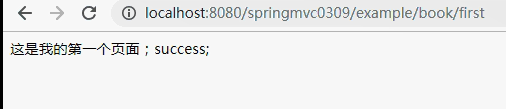 localhost:8080/springmvc0309/example/book/first
这是我的第一个页面；success;